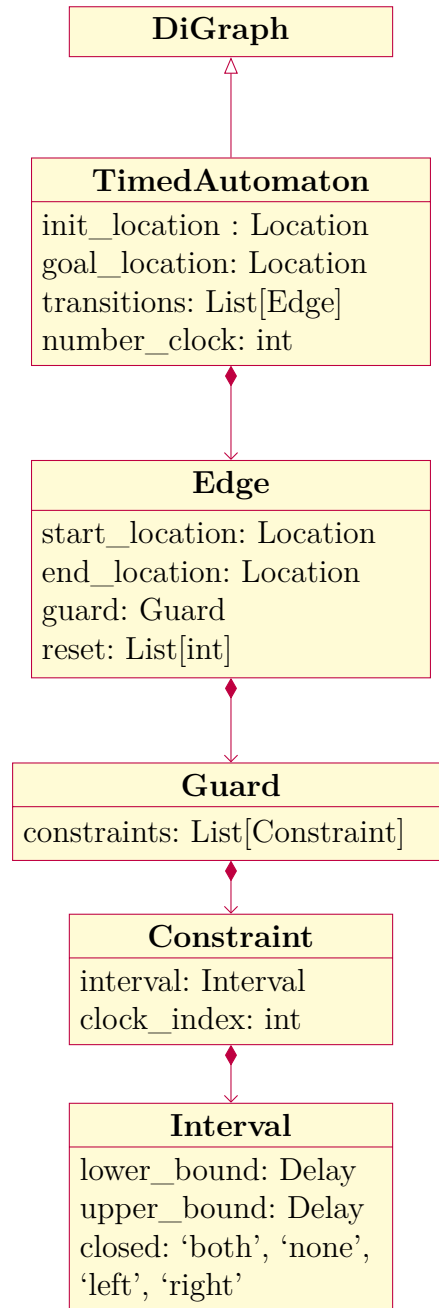 DiGraph
TimedAutomaton
init_location : Location
goal_location: Location
transitions: List[Edge]
number_clock: int
Edge
start_location: Location
end_location: Location
guard: Guard
reset: List[int]
Guard
constraints: List[Constraint]
Constraint
interval: Interval
clock_index: int
Interval
lower_bound: Delay
upper_bound: Delay
closed: ‘both’, ‘none’,
‘left’, ‘right’